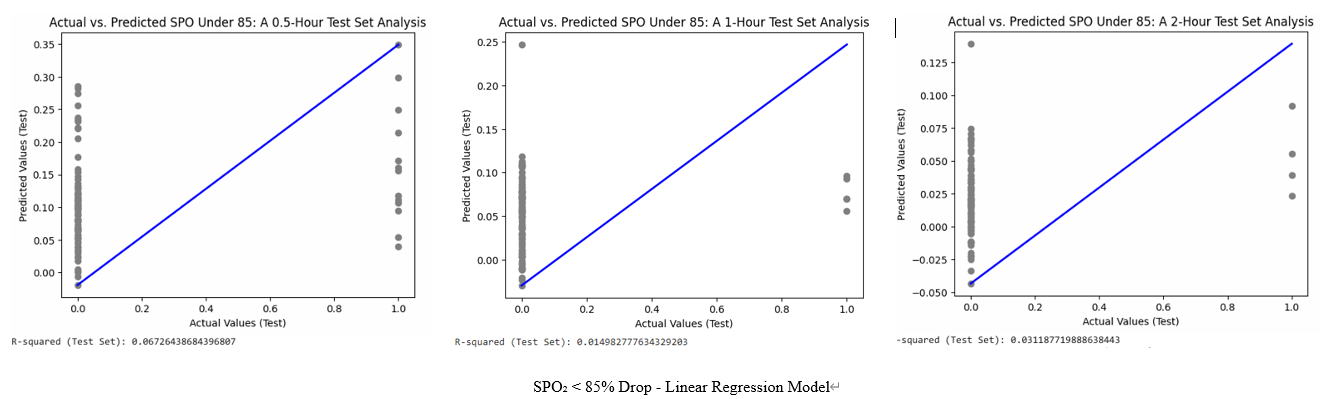 Actual vs. Predicted SPO Under 85: A 0.5-Hour Test Set Analysis
0.35
0.30
0.25
0.20
0.15
0.10
0.05
0.00
Predicted Values (Test)
0.0 0.2 0.4 0.6 0.8 1.0
Actual Values (Test)
R-squared (Test Set): 0.06726438684396807
Actual vs. Predicted SPO Under 85: A 1-Hour Test Set Analysis
0.25
0.20
0.15
0.10
0.05
0.00
Predicted Values (Test)
0.0 0.2 0.4 0.6 0.8 1.0
Actual Values (Test)
R-squared (Test Set): 0.014982777634329203
Actual vs. Predicted SPO Under 85: A 2-Hour Test Set Analysis
0.125
0.100
0.075
0.050
0.025
0.000
−0.025
−0.050
Predicted Values (Test)
0.0 0.2 0.4 0.6 0.8 1.0
Actual Values (Test)
-squared (Test Set): 0.031187719888638443
SPO₂ < 85% Drop - Linear Regression Model↵